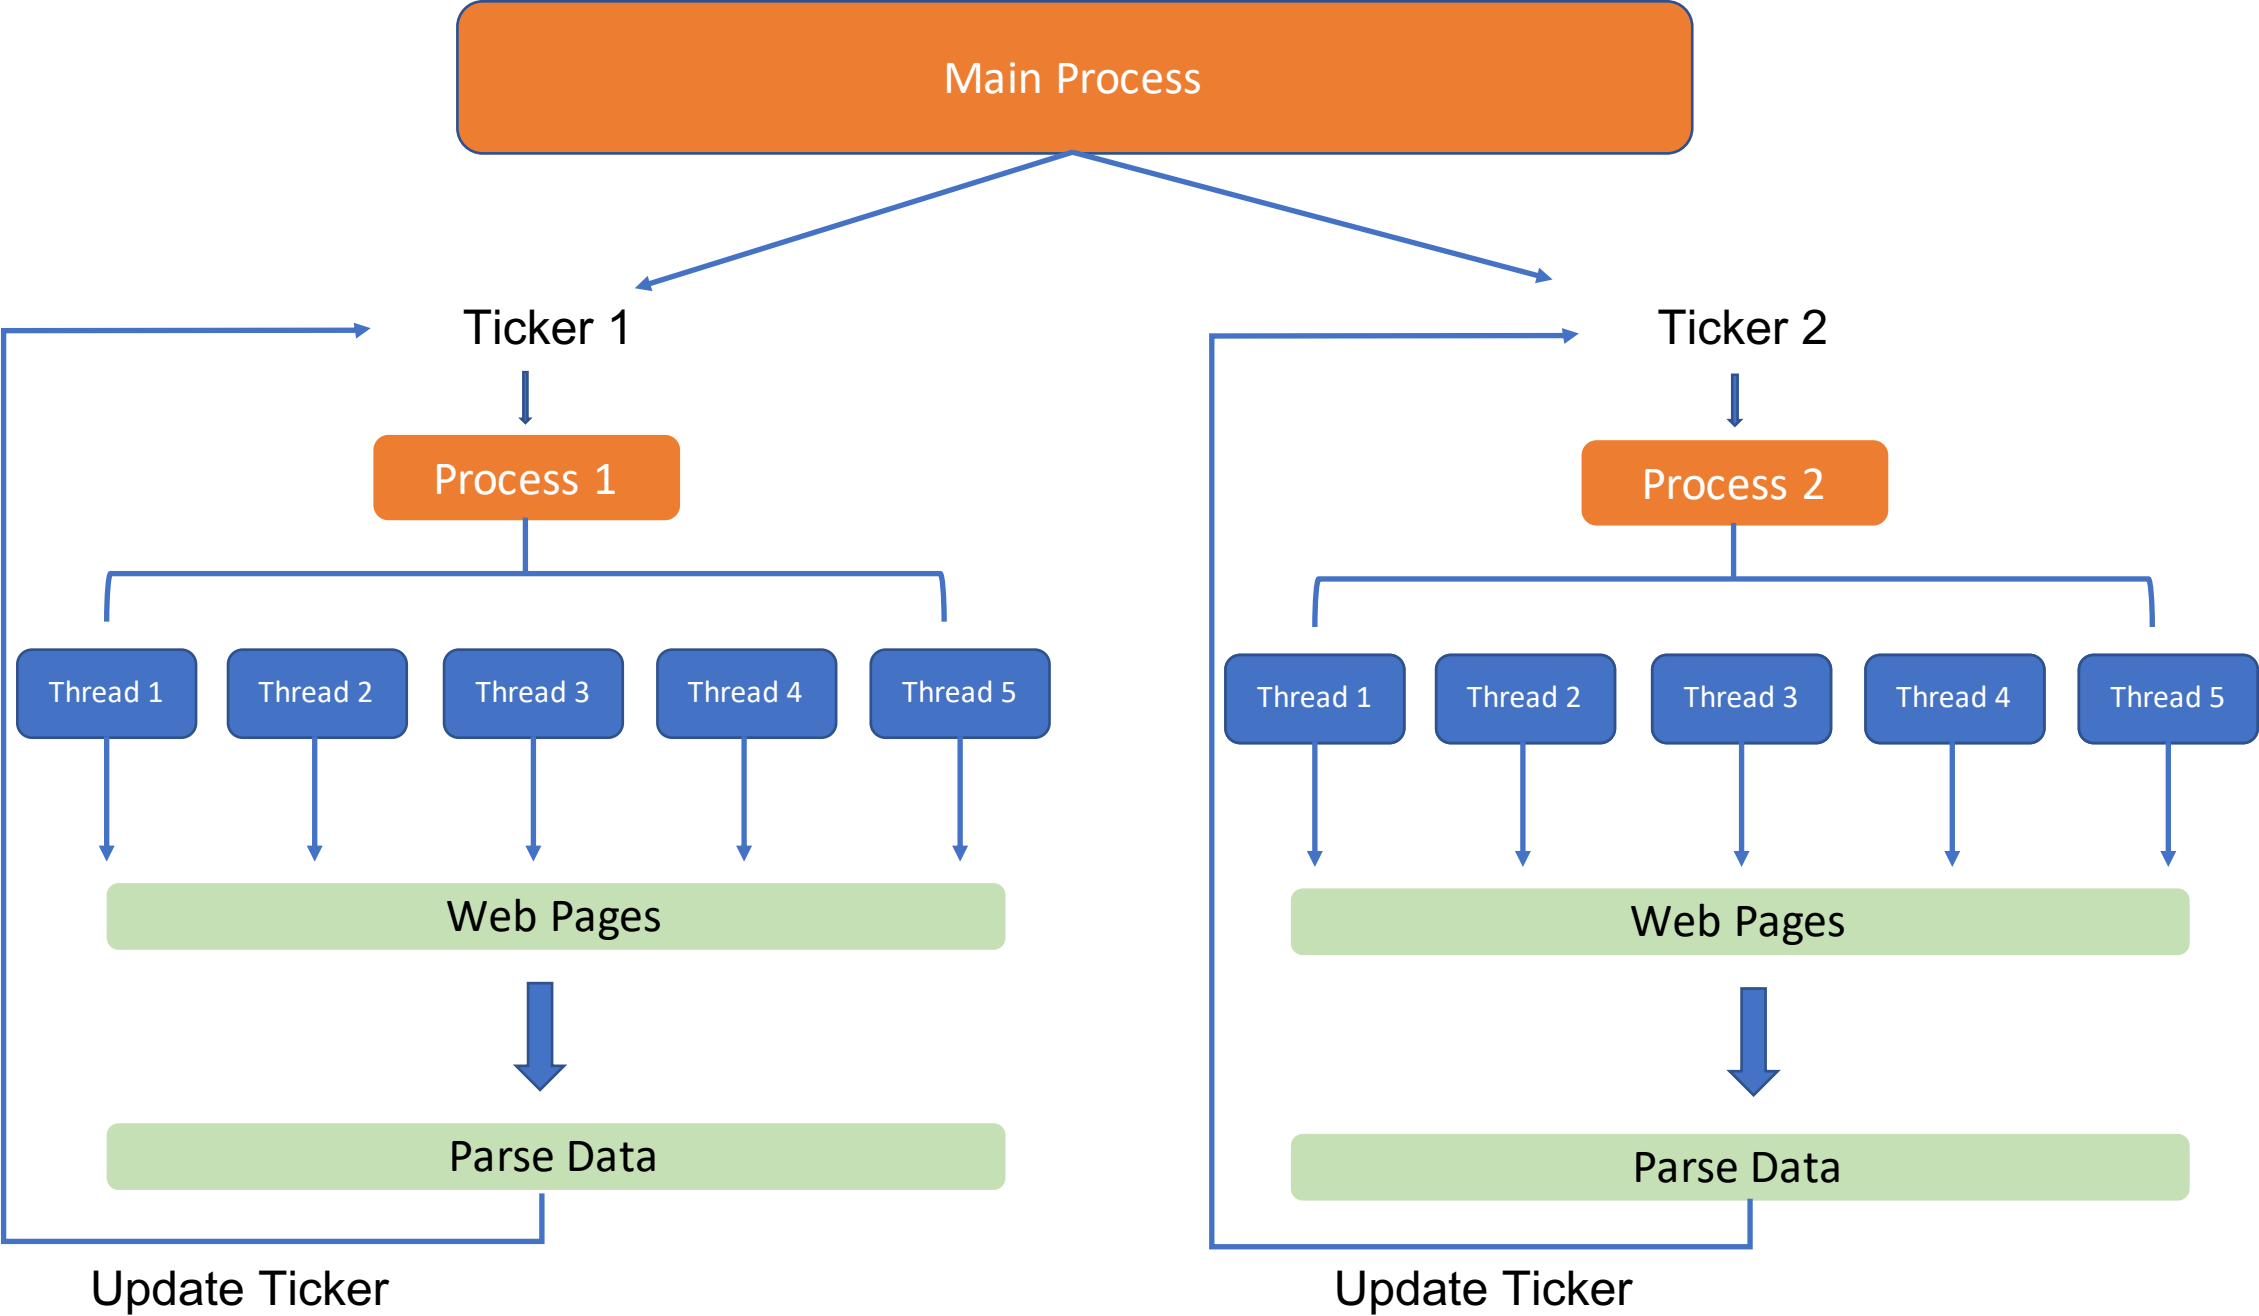 Main Process
Ticker 1
Ticker 2
Process 1
Process 2
Thread 1
Thread 2
Thread 3
Thread 4
Thread 5
Thread 1
Thread 2
Thread 3
Thread 4
Thread 5
Web Pages
Web Pages
Parse Data
Parse Data
Update Ticker
Update Ticker